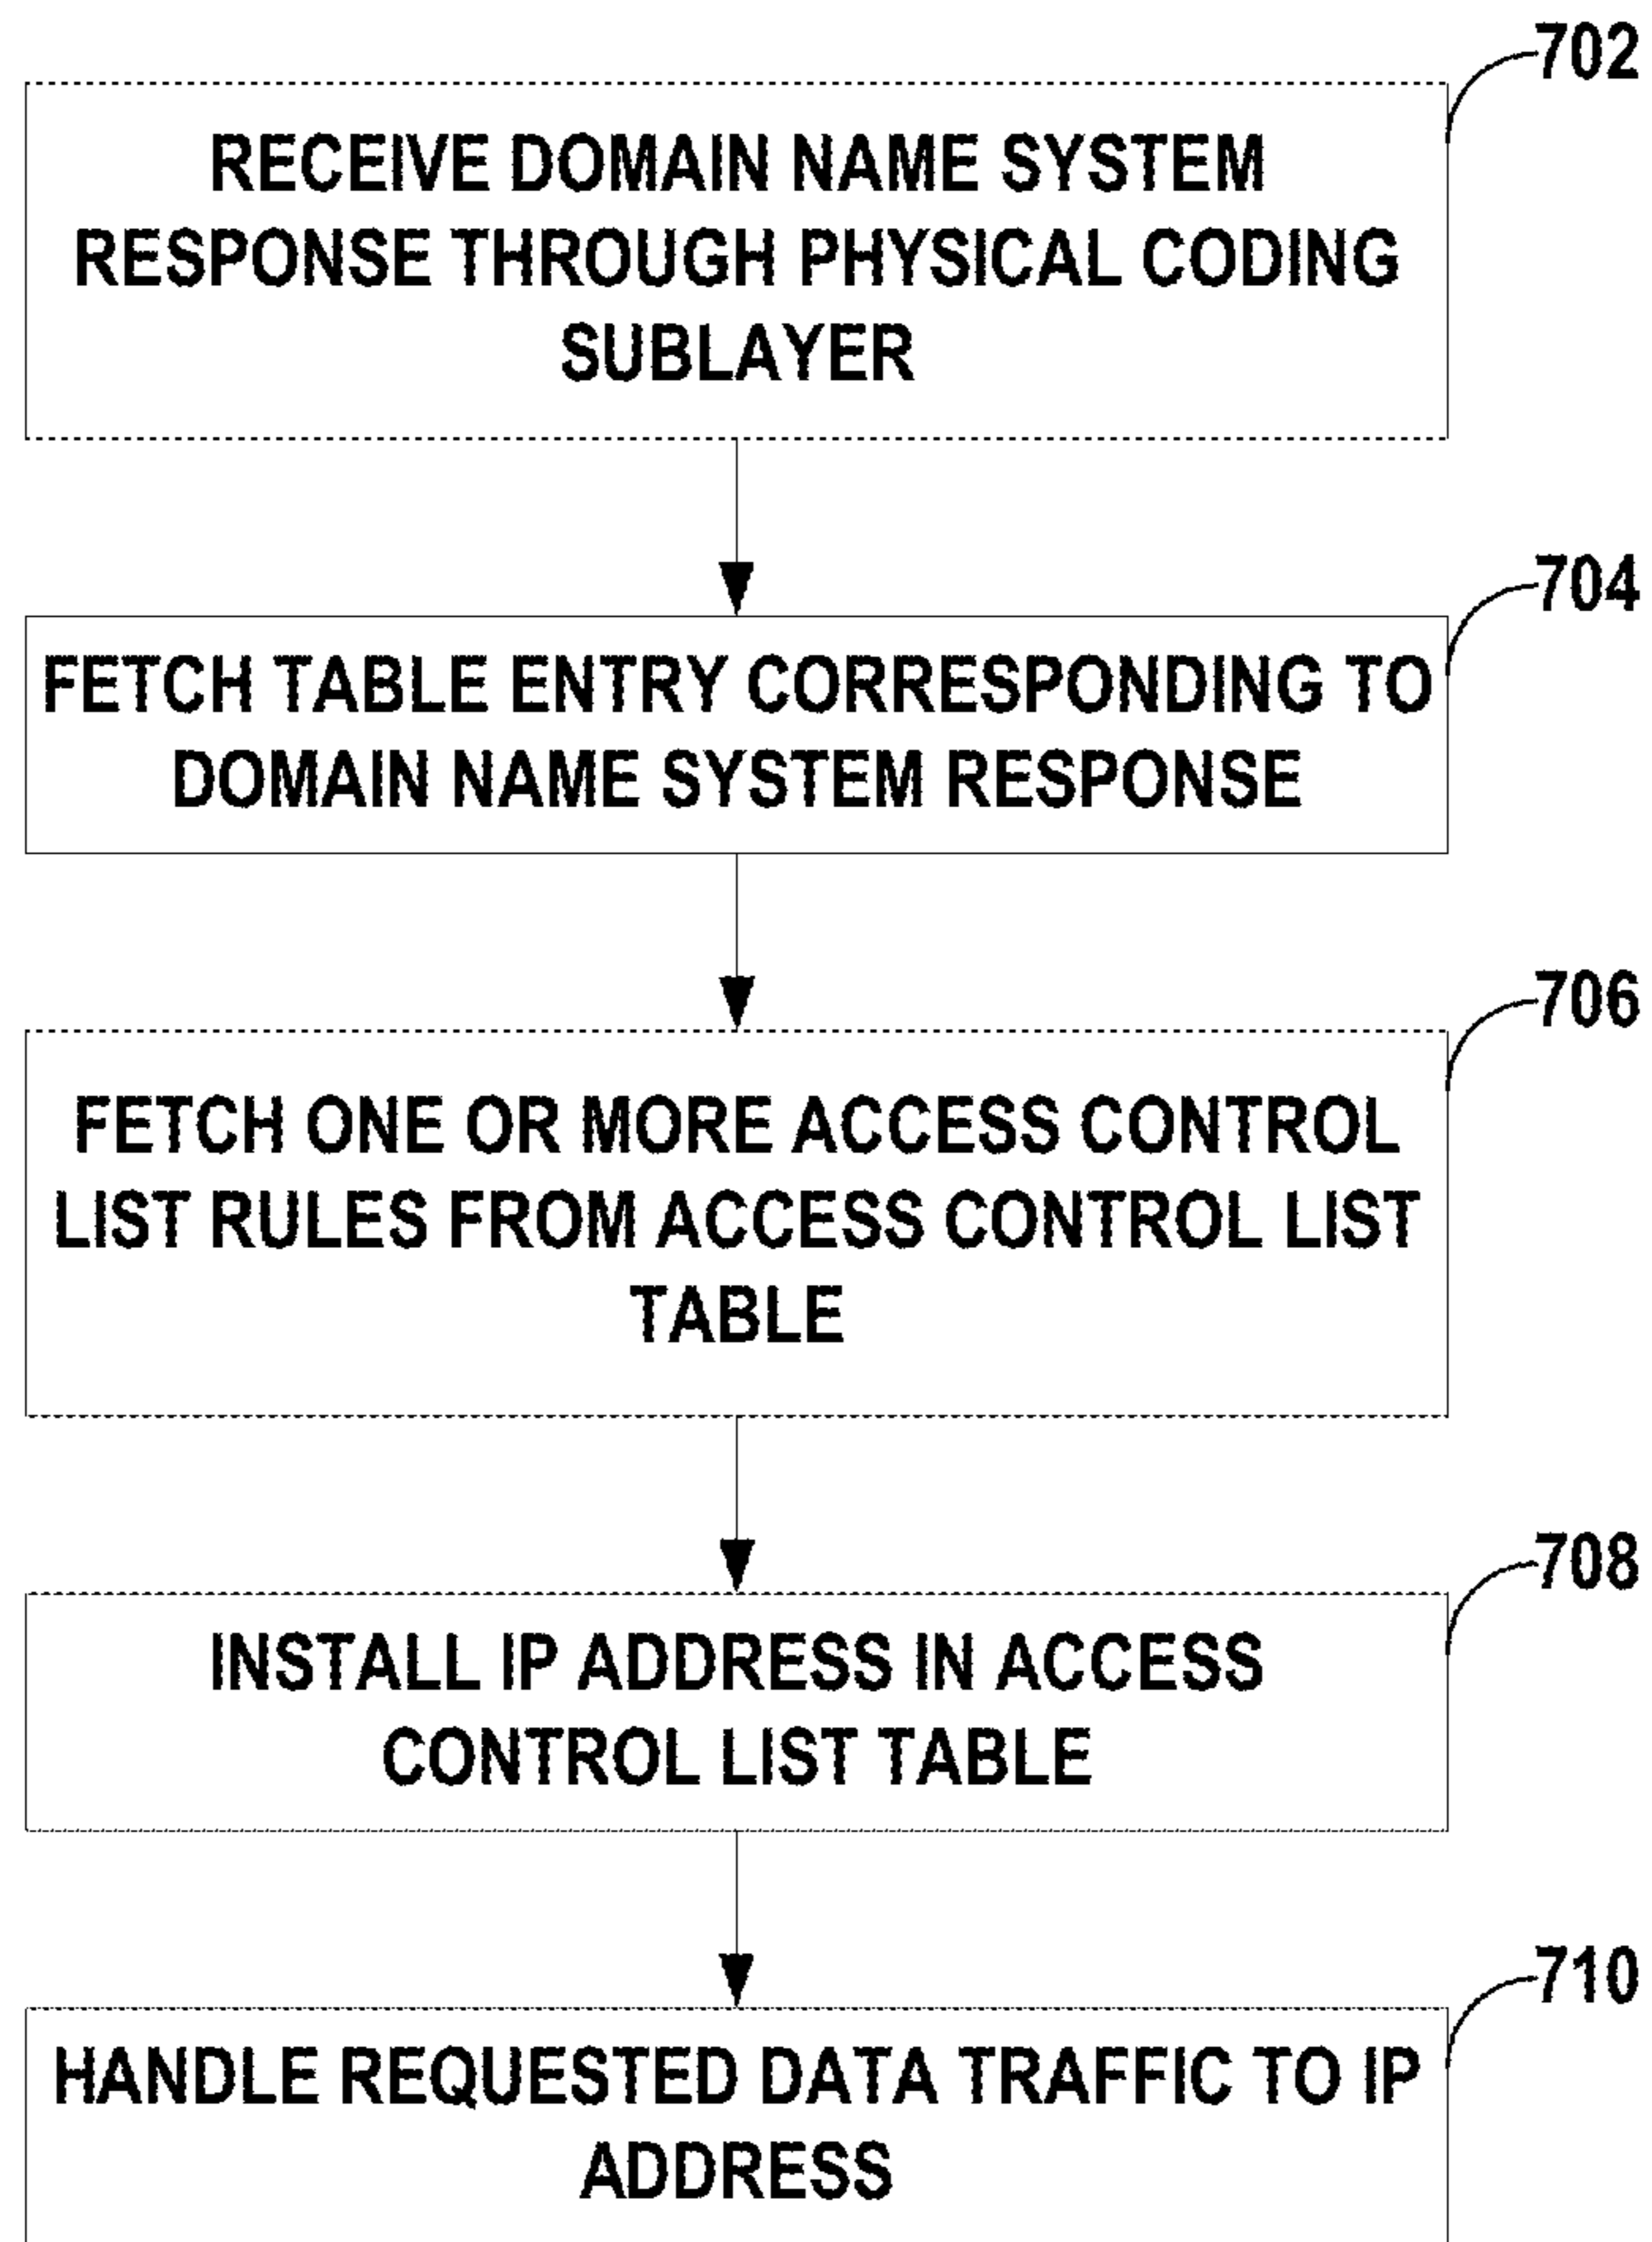 702
RECEIVE DOMAIN NAME SYSTEM
RESPONSE THROUGH PHYSICAL CODING
SUBLAYER
704
FETCH TABLE ENTRY CORRESPONDING TO
DOMAIN NAME SYSTEM RESPONSE
706
FETCH ONE OR MORE ACCESS CONTROL
LIST RULES FROM ACCESS CONTROL LIST
TABLE
708
INSTALL IP ADDRESS IN ACCESS
CONTROL LIST TABLE
710
HANDLE REQUESTED DATA TRAFFIC TO IP
ADDRESS